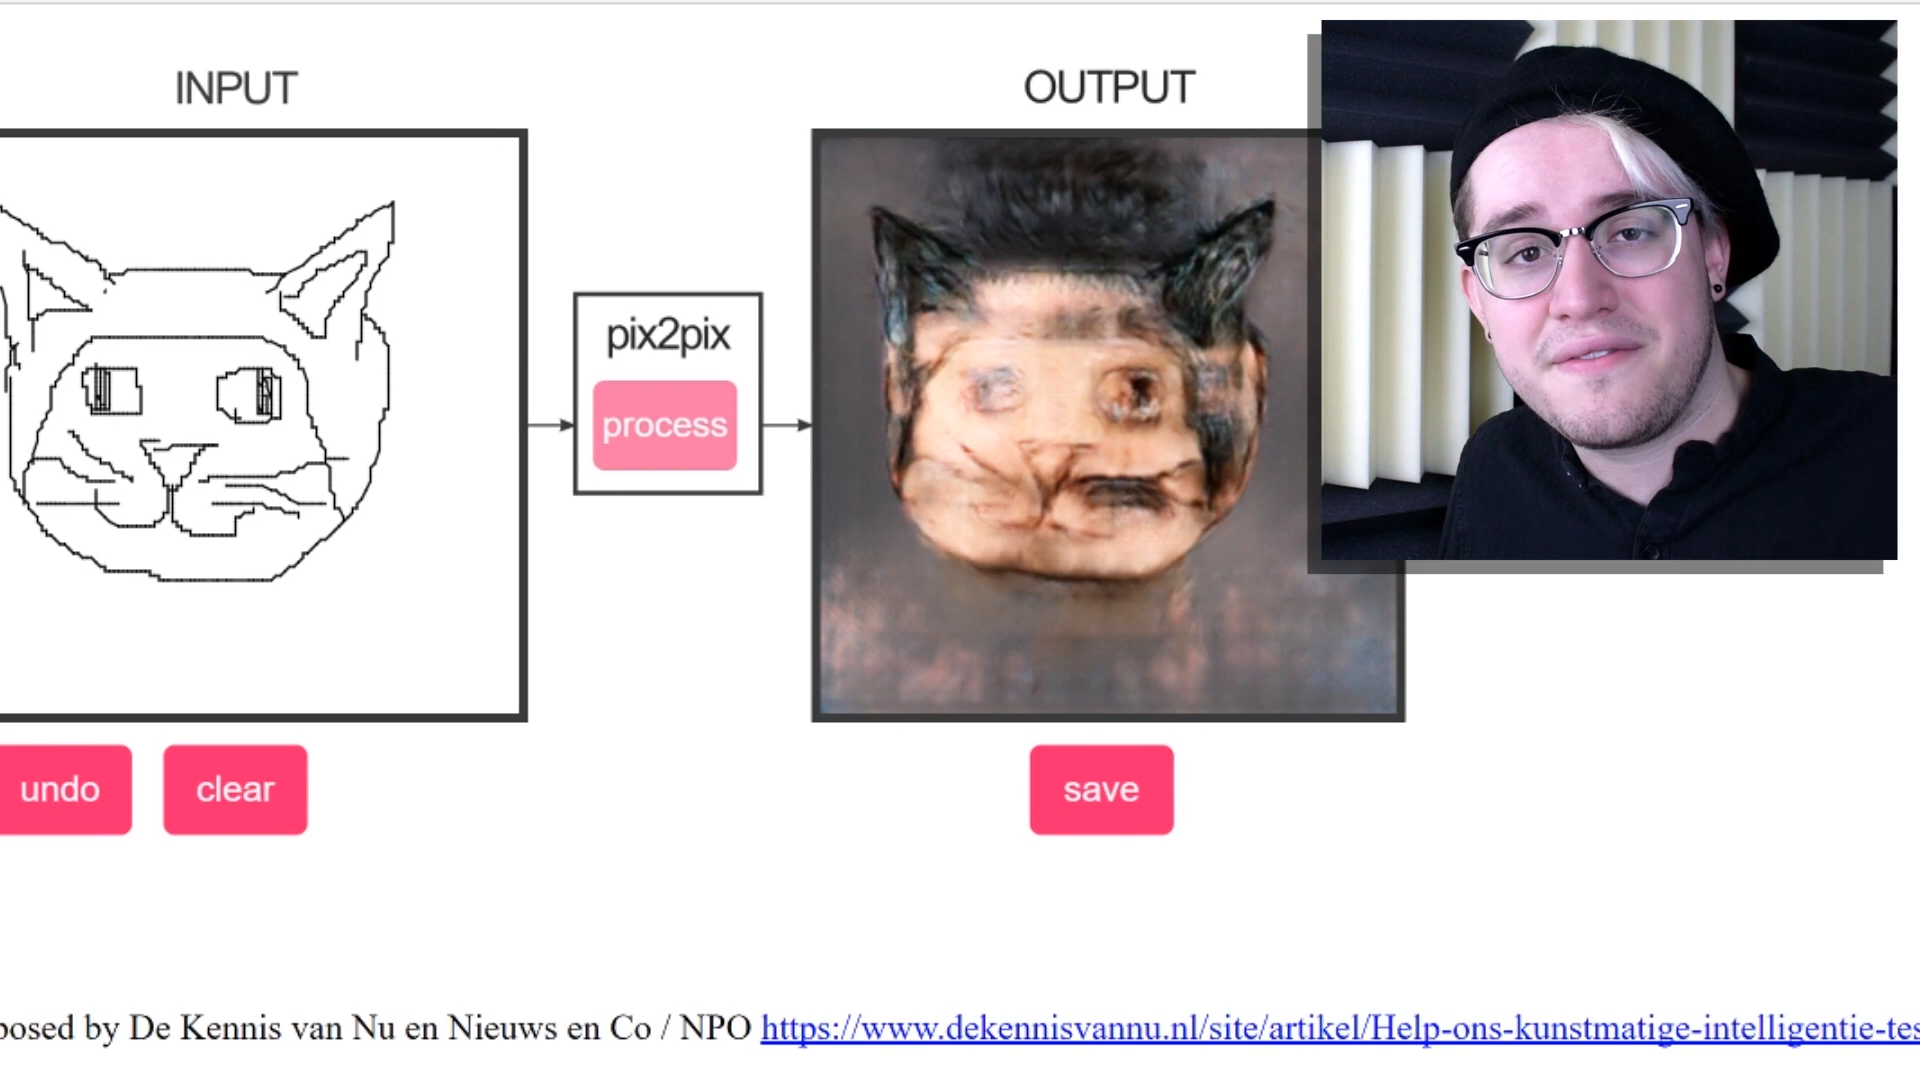 INPUT
OUTPUT
pix2pix
process
undo
clear
save
posed by De Kennis van Nu en Nieuws en Co / NPO https://www.dekennisvannu.nl/site/artikel/Help-ons-kunstmatige-intelligentie-tes